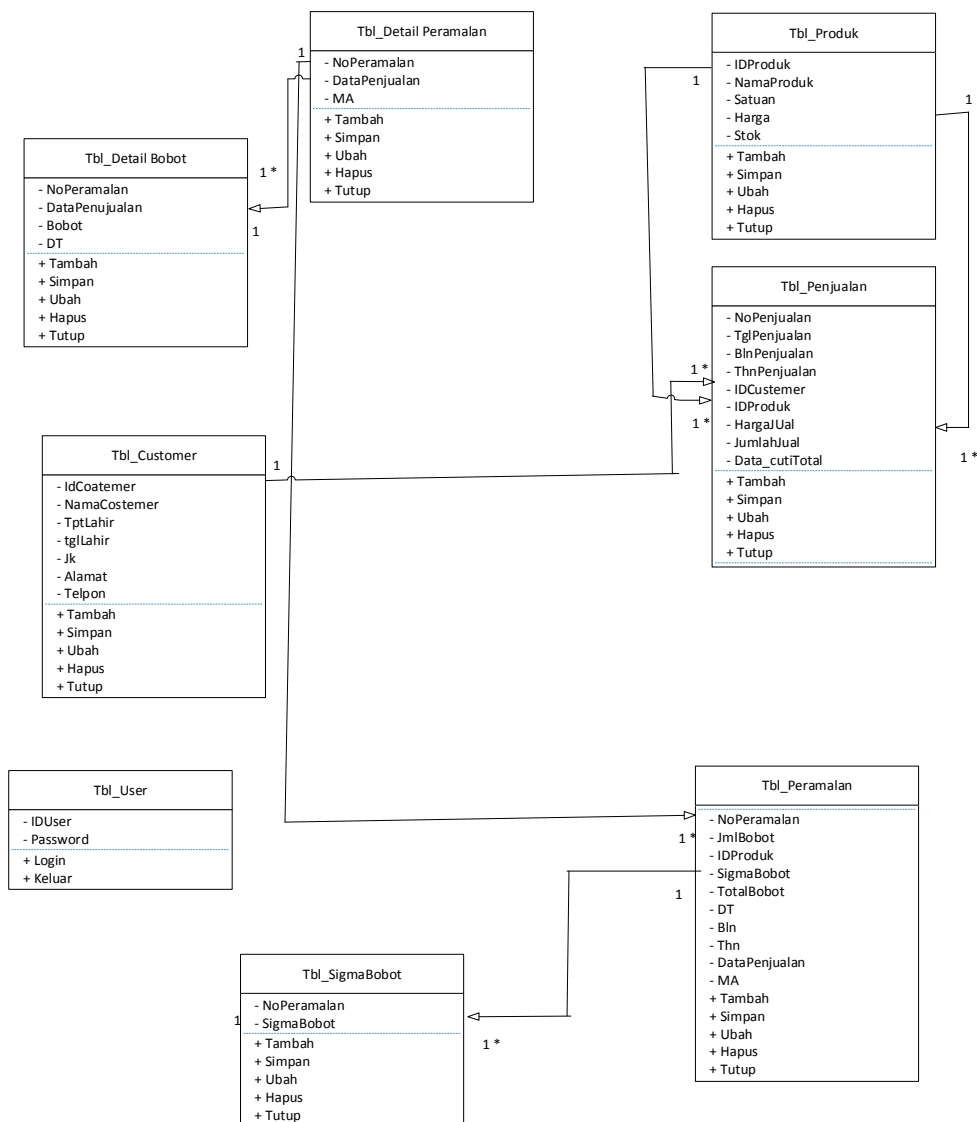 Tbl_Detail Peramalan
- NoPeramalan
- DataPenjualan
- MA
+ Tambah
+ Simpan
+ Ubah
+ Hapus
+ Tutup
1
Tbl_Produk
- IDProduk
- NamaProduk
- Satuan
- Harga
- Stok
+ Tambah
+ Simpan
+ Ubah
+ Hapus
+ Tutup
1
1
Tbl_Detail Bobot
- NoPeramalan
- DataPenujualan
- Bobot
- DT
+ Tambah
+ Simpan
+ Ubah
+ Hapus
+ Tutup
1 *
1
Tbl_Penjualan
- NoPenjualan
- TglPenjualan
- BlnPenjualan
- ThnPenjualan
- IDCustemer
- IDProduk
- HargaJUal
- JumlahJual
- Data_cutiTotal
+ Tambah
+ Simpan
+ Ubah
+ Hapus
+ Tutup
1 *
1 *
1 *
Tbl_Customer
- IdCoatemer
- NamaCostemer
- TptLahir
- tglLahir
- Jk
- Alamat
- Telpon
+ Tambah
+ Simpan
+ Ubah
+ Hapus
+ Tutup
1
Tbl_User
- IDUser
- Password
+ Login
+ Keluar
Tbl_Peramalan
- NoPeramalan
- JmlBobot
- IDProduk
- SigmaBobot
- TotalBobot
- DT
- Bln
- Thn
- DataPenjualan
- MA
+ Tambah
+ Simpan
+ Ubah
+ Hapus
+ Tutup
1 *
1
Tbl_SigmaBobot
- NoPeramalan
- SigmaBobot
+ Tambah
+ Simpan
+ Ubah
+ Hapus
+ Tutup
1
1 *